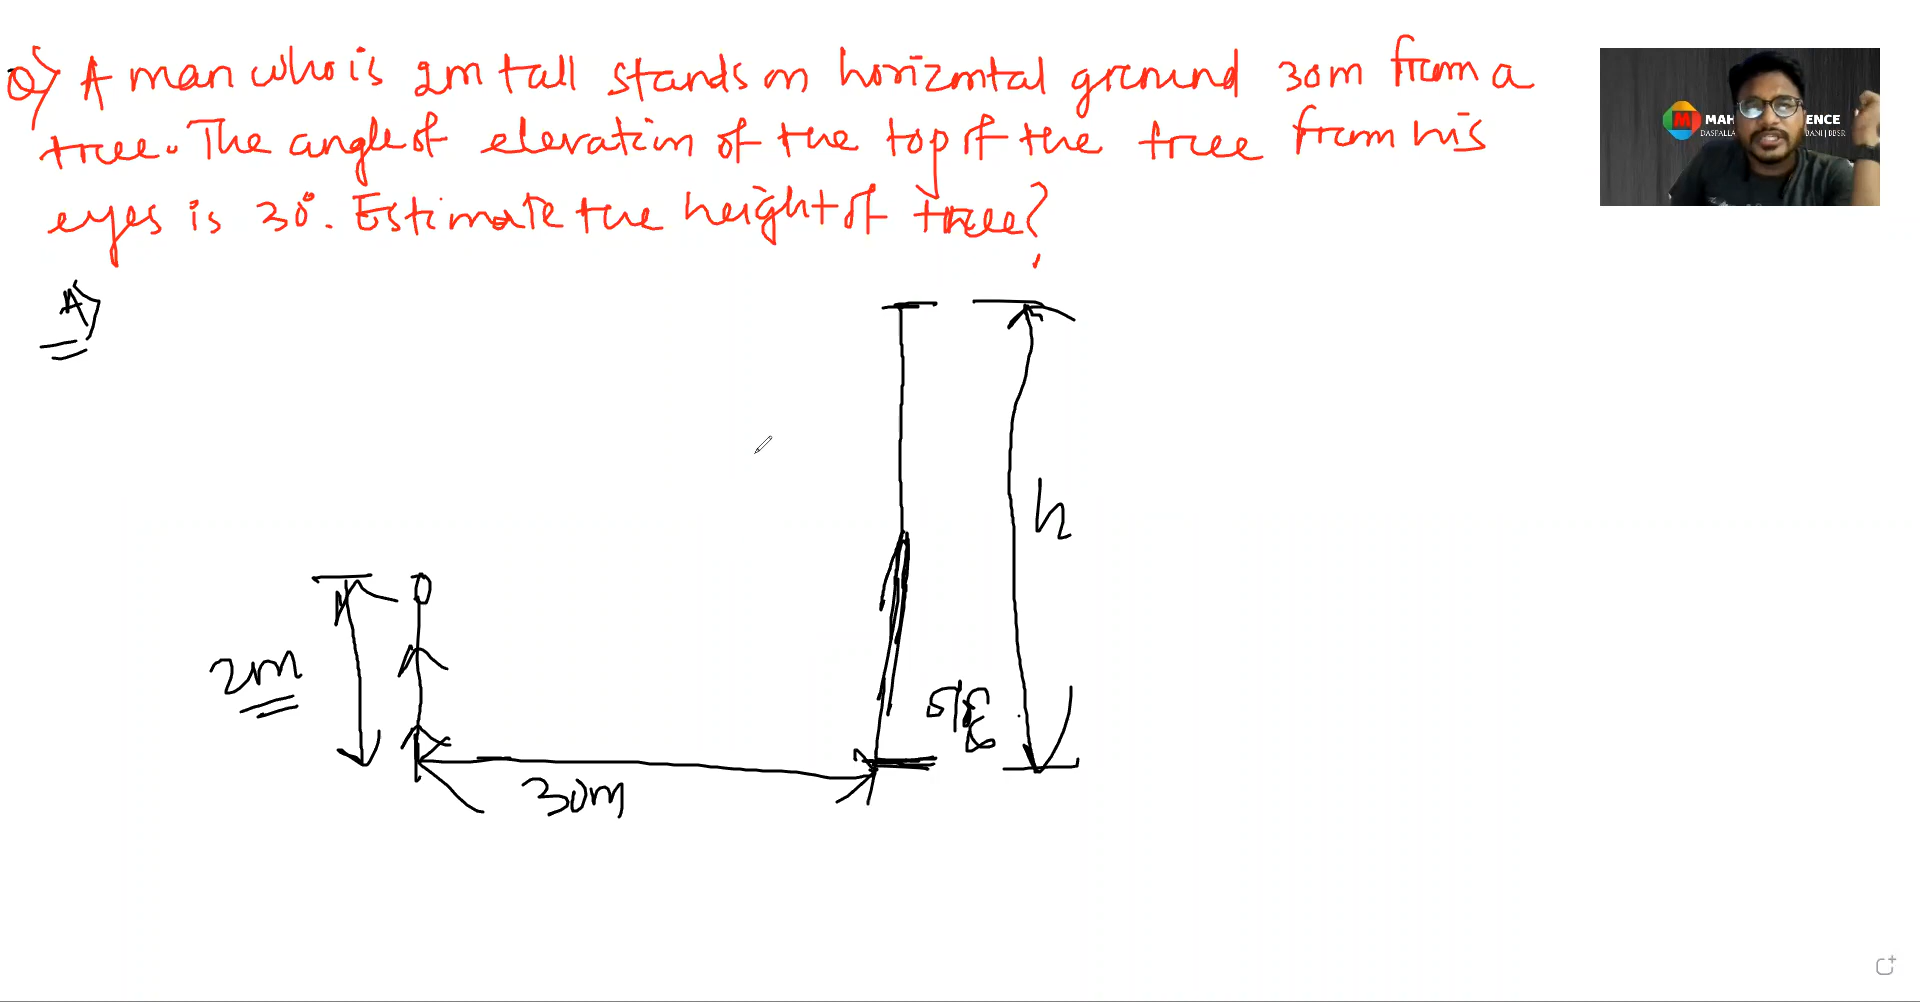 Q) A man who is 2m tall stands on horizontal ground 30m from a
tree. The angle of elevation of the top of the tree from his
eyes is 30°. Estimate the height of tree?
A)
h
2m
30m
M